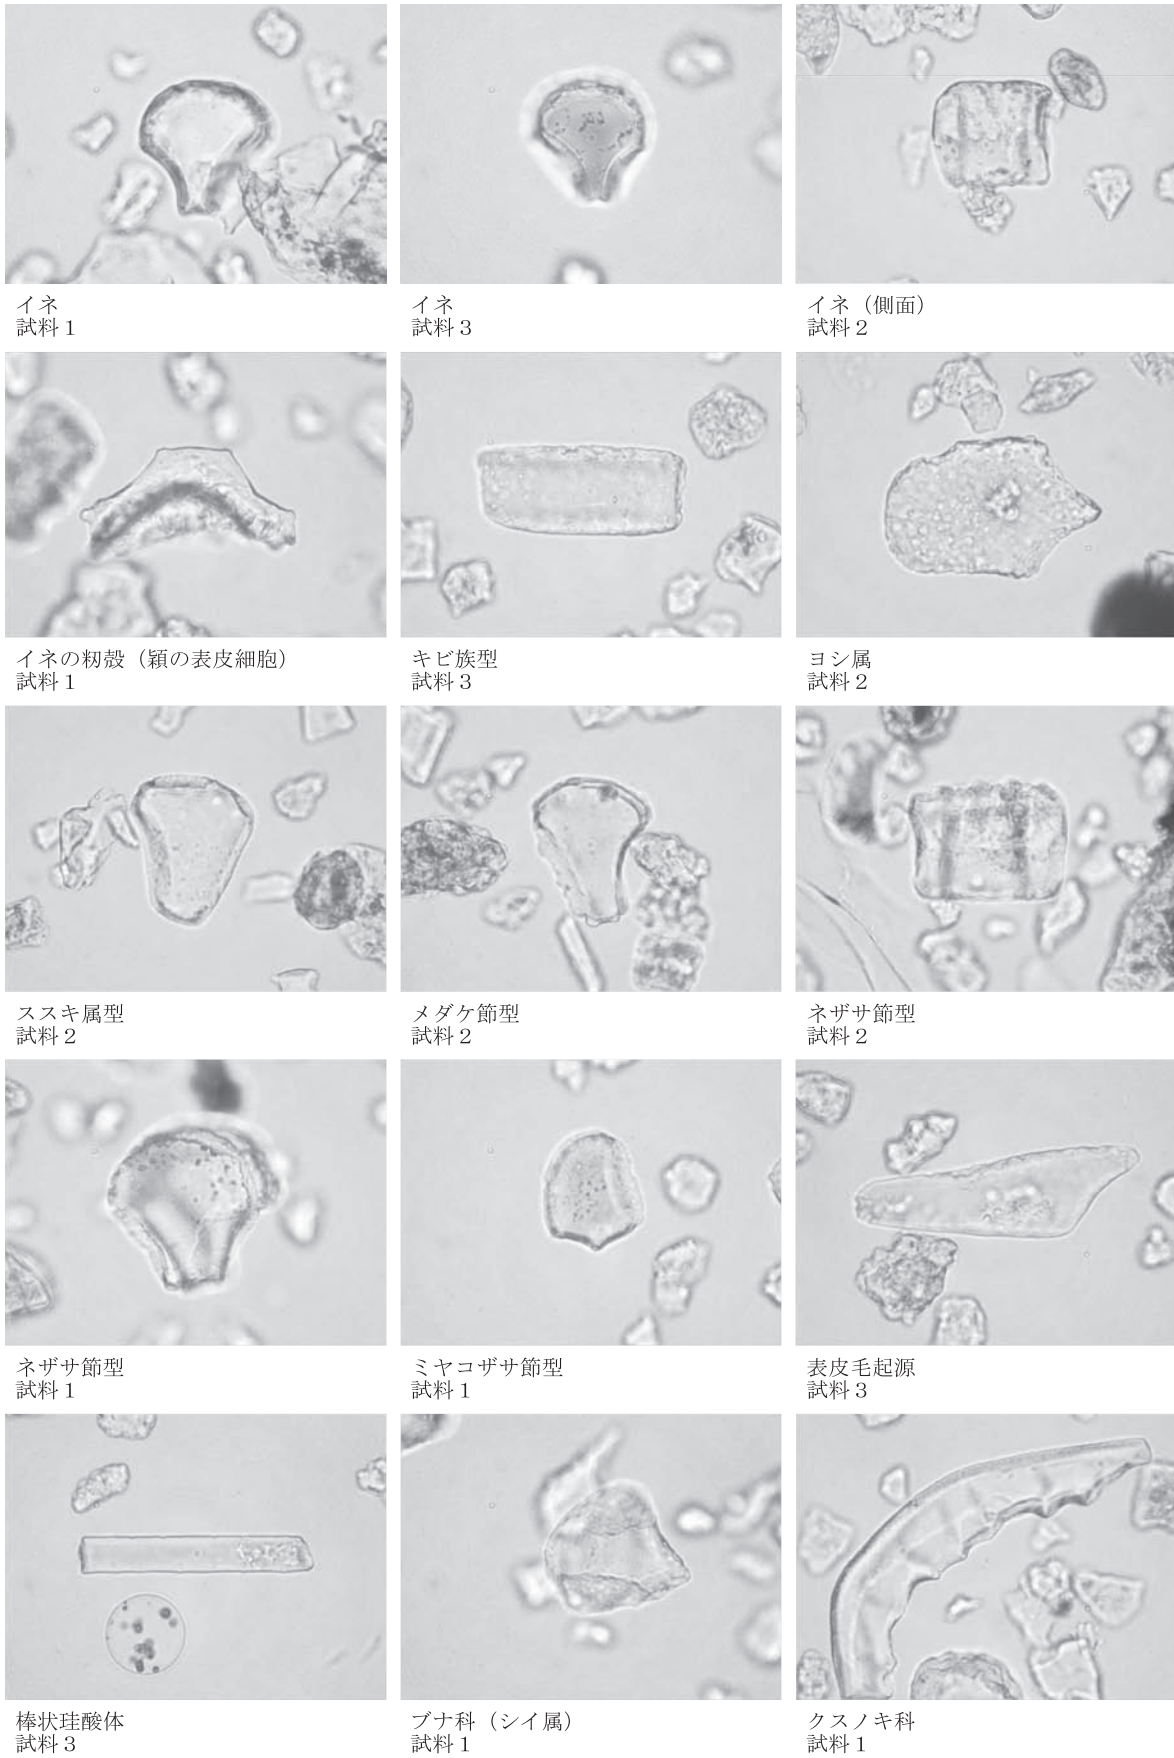 イネ
試料１
イネ
試料３
イネ（側面）
試料２
イネの籾殻（穎の表皮細胞）
試料１
キビ族型
試料３
ヨシ属
試料２
ススキ属型
試料２
メダケ節型
試料２
ネザサ節型
試料２
ネザサ節型
試料１
ミヤコザサ節型
試料１
表皮毛起源
試料３
棒状珪酸体
試料３
ブナ科（シイ属）
試料１
クスノキ科
試料１